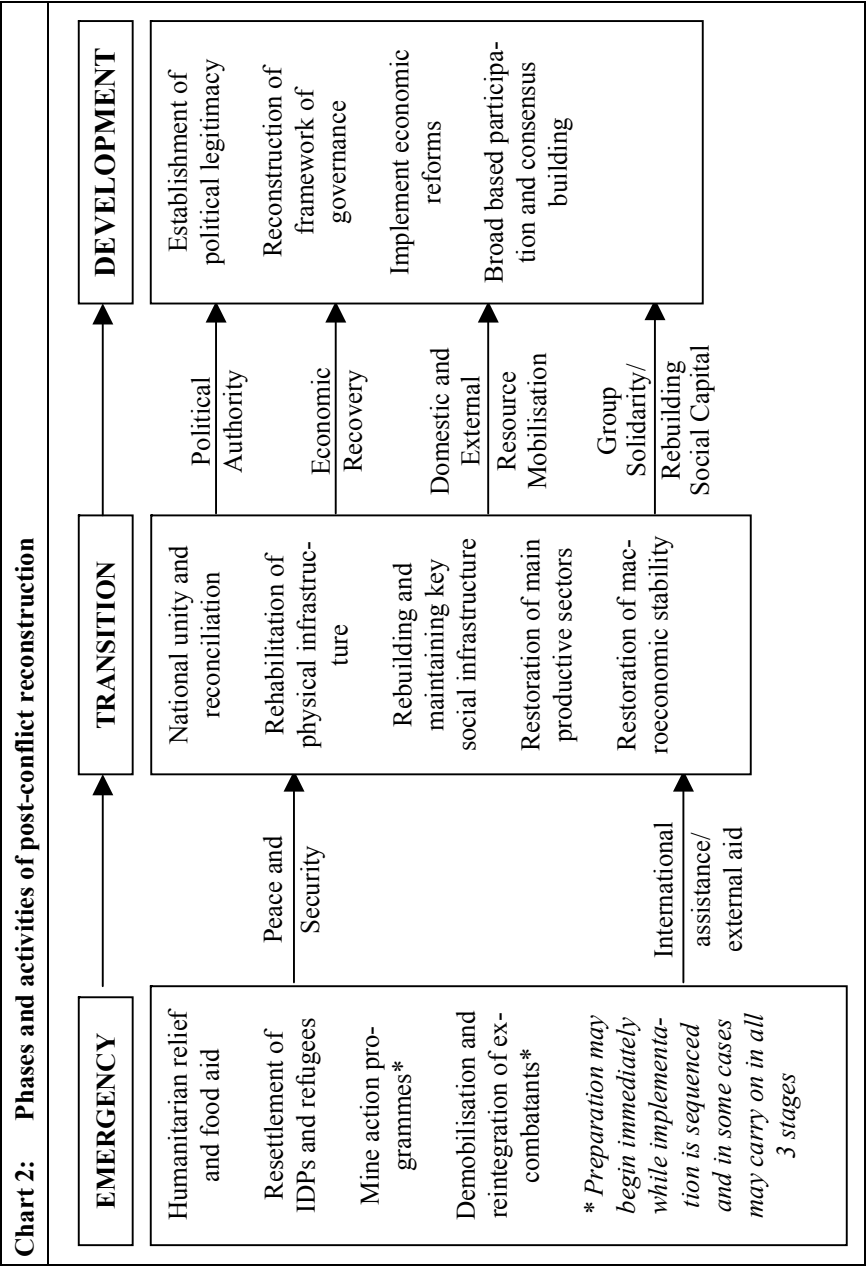 Chart 2: Phases and activities of post-conflict reconstruction
EMERGENCY
Humanitarian relief
and food aid
Resettlement of
IDPs and refugees
Mine action pro-
grammes*
Demobilisation and
reintegration of ex-
combatants*
* Preparation may
begin immediately
while implementa-
tion is sequenced
and in some cases
may carry on in all
3 stages
Peace and
Security
International
assistance/
external aid
TRANSITION
National unity and
reconciliation
Rehabilitation of
physical infrastruc-
ture
Rebuilding and
maintaining key
social infrastructure
Restoration of main
productive sectors
Restoration of mac-
roeconomic stability
Political
Authority
Economic
Recovery
Domestic and
External
Resource
Mobilisation
Group
Solidarity/
Rebuilding
Social Capital
DEVELOPMENT
Establishment of
political legitimacy
Reconstruction of
framework of
governance
Implement economic
reforms
Broad based participa-
tion and consensus
building